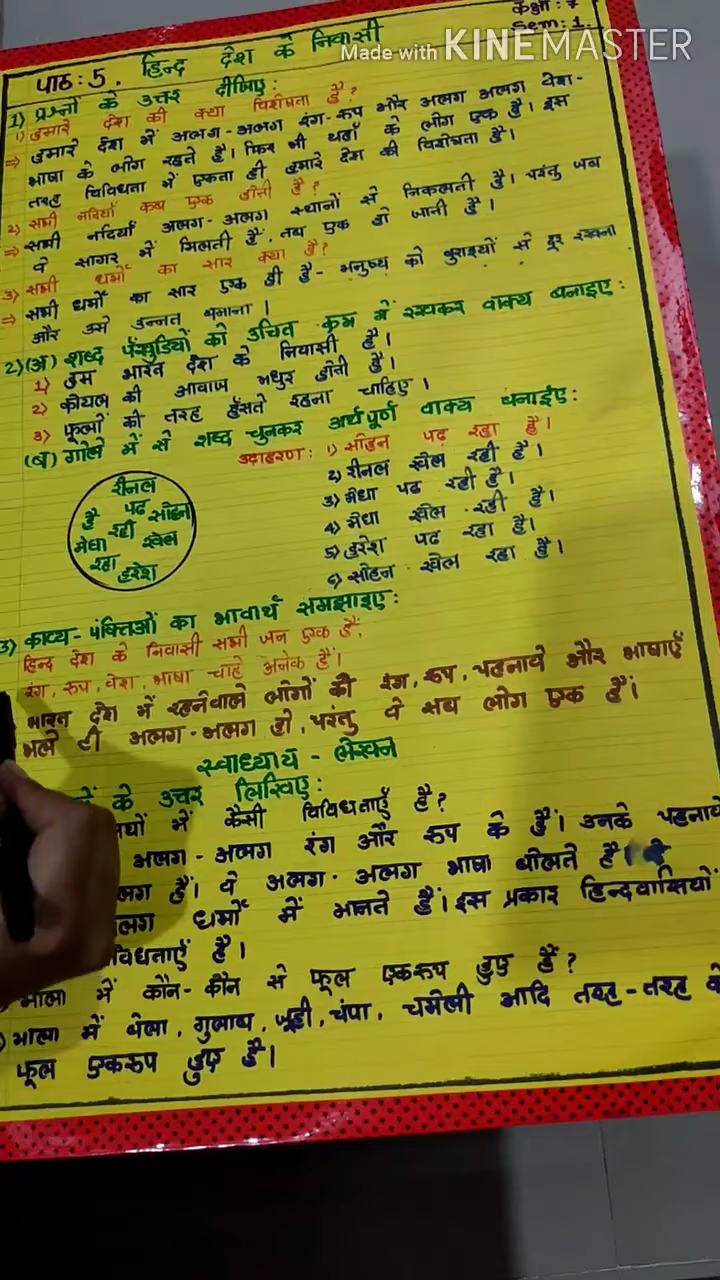 कक्षा: 7
Sem: 1.
Made with KINEMASTER
पाठ: 5. हिन्द देश के निवासी
1) प्रश्नों के उत्तर दीजिए:
1) हमारे देश की क्या विशेषता है?
⇒ हमारे देश में अलग-अलग रंग-रूप और अलग अलग वेश-
भाषा के लोग रहते हैं। फिर भी यहाँ के लोग एक हैं। इस
तरह विविधता में एकता ही हमारे देश की विशेषता है।
2) सभी नदियाँ कब एक होती हैं?
⇒ सभी नदियाँ अलग-अलग स्थानों से निकलती हैं। परंतु जब
वे सागर में मिलती हैं, तब एक हो जाती हैं।
3) सभी धर्मों का सार क्या है?
⇒ सभी धर्मों का सार एक ही है- मनुष्य को बुराइयों से दूर रखना
और उसे उन्नत बनाना।
2)(अ) शब्द पँखुडियों को उचित क्रम में रखकर वाक्य बनाइए:
1) हम भारत देश के निवासी हैं।
2) कोयल की आवाज मधुर होती है।
3) फूलों की तरह हँसते रहना चाहिए।
(ब) गोले में से शब्द चुनकर अर्थपूर्ण वाक्य बनाईए:
उदाहरण: 1) सोहन पढ रहा है।
2) रीनल खेल रही है।
3) मेधा पढ रही है।
4) मेधा खेल रही है।
5) हरेश पढ रहा है।
6) सोहन खेल रहा है।
रीनल
है पढ सोहन
मेधा रही खेल
रहा हरेश
3) काव्य-पंक्तिओं का भावार्थ समझाइए:
हिन्द देश के निवासी सभी जन एक हैं,
रंग, रूप, वेश, भाषा चाहे अनेक हैं।
भारत देश में रहनेवाले लोगों की रंग, रूप, पहनावे और भाषाएँ
भले ही अलग-अलग हो, परंतु वे सब लोग एक हैं।
स्वाध्याय - लेखन
के उत्तर लिखिए:
में कैसी विविधताएँ हैं?
अलग-अलग रंग और रूप के हैं। उनके पहनावे
हैं। वे अलग-अलग भाषा बोलते हैं।
धर्मों में मानते हैं। इस प्रकार हिन्दवासियों
हैं।
माला में कौन-कौन से फूल एकरूप हुए हैं?
माला में बेला, गुलाब, जूही, चंपा, चमेली आदि तरह-तरह के
फूल एकरूप हुए हैं।